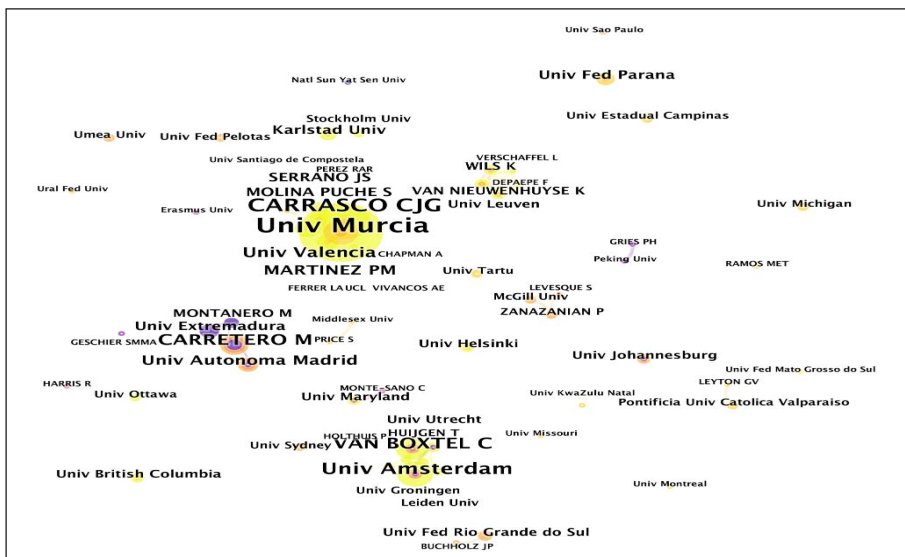 Univ Sao Paulo
Univ Fed Parana
Natl Sun Yat Sen Univ
Univ Estadual Campinas
Stockholm Univ
Karlstad Univ
Umea Univ
Univ Fed Pelotas
Univ Santiago de Compostela
VERSCHAFFEL L
WILS K
PEREZ RAR
SERRANO JS
DEPAEPE F
Ural Fed Univ
MOLINA PUCHE S
VAN NIEUWENHUYSE K
CARRASCO CJG
Univ Leuven
Univ Michigan
Erasmus Univ
Univ Murcia
GRIES PH
Univ Valencia
CHAPMAN A
Peking Univ
RAMOS MET
MARTINEZ PM
Univ Tartu
LEVESQUE S
FERRER LAUCL VIVANCOS AE
McGill Univ
MONTANERO M
ZANAZANIAN P
Middlesex Univ
Univ Extremadura
GESCHIER SMMA
CARRETERO M
PRICE S
Univ Helsinki
Univ Autonoma Madrid
Univ Johannesburg
Univ Fed Mato Grosso do Sul
HARRIS R
MONTE-SANO C
LEYTON GV
Univ Ottawa
Univ Maryland
Univ KwaZulu Natal
Pontificia Univ Catolica Valparaiso
Univ Utrecht
HOLTHUIS P
HUIJGEN T
Univ Missouri
Univ Sydney
VAN BOXTEL C
Univ British Columbia
Univ Amsterdam
Univ Montreal
Univ Groningen
Leiden Univ
Univ Fed Rio Grande do Sul
BUCHHOLZ JP